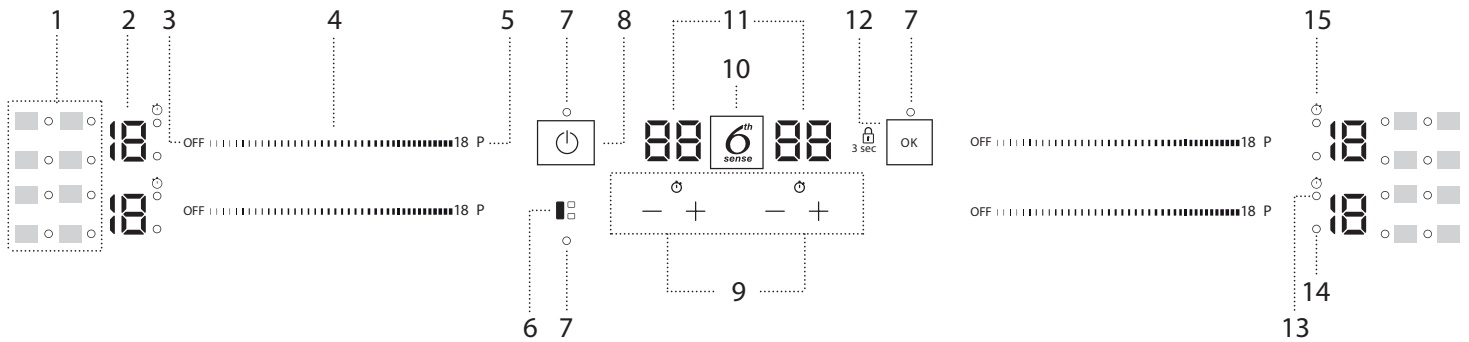 1 2 3 4 5 7 8 11 12 7 15
10
18 OFF 18 P 88 6th sense 88 3 sec OK OFF 18 P 18
18 OFF 18 P − + − + OFF 18 P 18
9
6 7 13 14